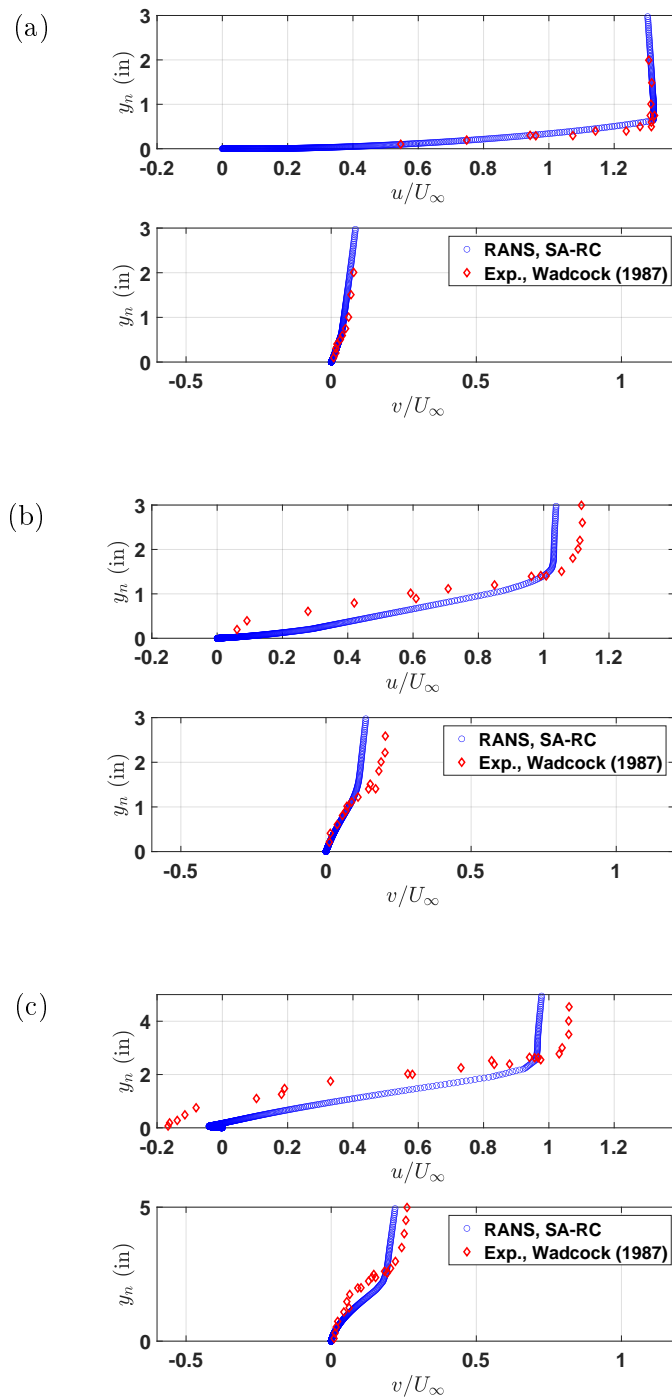 (a)
3
2
1
0
y_n (in)
-0.2 0 0.2 0.4 0.6 0.8 1 1.2
u/U_∞
3
2
1
0
y_n (in)
RANS, SA-RC
Exp., Wadcock (1987)
-0.5 0 0.5 1
v/U_∞
(b)
3
2
1
0
y_n (in)
-0.2 0 0.2 0.4 0.6 0.8 1 1.2
u/U_∞
3
2
1
0
y_n (in)
RANS, SA-RC
Exp., Wadcock (1987)
-0.5 0 0.5 1
v/U_∞
(c)
4
2
0
y_n (in)
-0.2 0 0.2 0.4 0.6 0.8 1 1.2
u/U_∞
5
0
y_n (in)
RANS, SA-RC
Exp., Wadcock (1987)
-0.5 0 0.5 1
v/U_∞